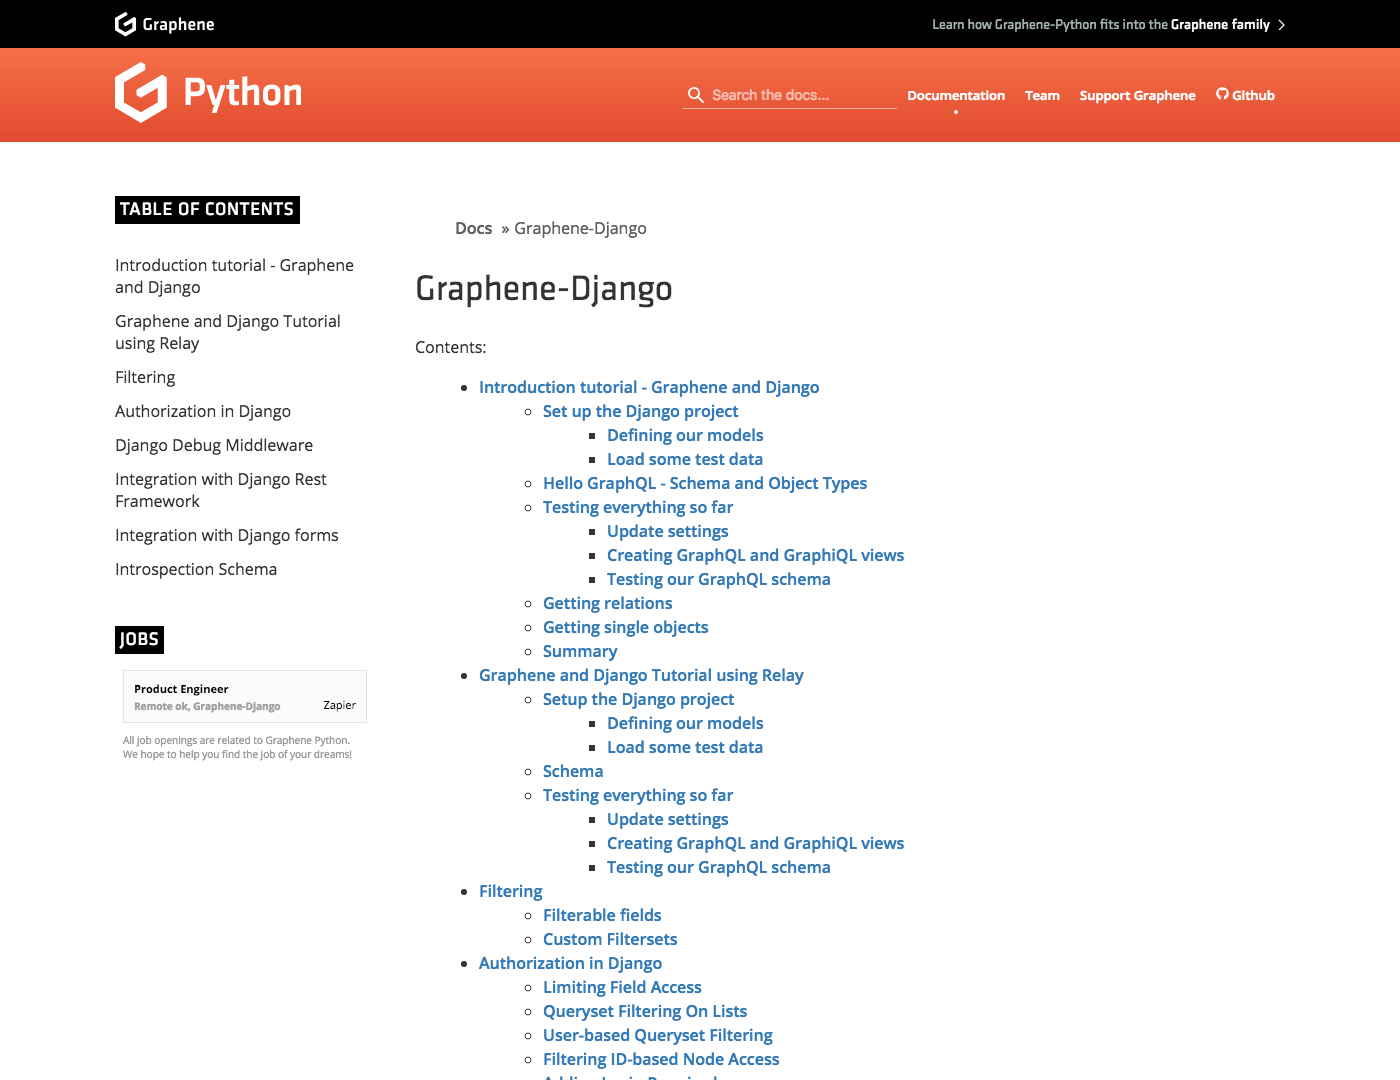 Graphene
Learn how Graphene-Python fits into the Graphene family
Python
Search the docs...
Documentation
Team
Support Graphene
Github
TABLE OF CONTENTS
Introduction tutorial - Graphene
and Django
Graphene and Django Tutorial
using Relay
Filtering
Authorization in Django
Django Debug Middleware
Integration with Django Rest
Framework
Integration with Django forms
Introspection Schema
JOBS
Product Engineer
Remote ok, Graphene-Django
Zapier
All job openings are related to Graphene Python.
We hope to help you find the job of your dreams!
Docs » Graphene-Django
Graphene-Django
Contents:
Introduction tutorial - Graphene and Django
Set up the Django project
Defining our models
Load some test data
Hello GraphQL - Schema and Object Types
Testing everything so far
Update settings
Creating GraphQL and GraphiQL views
Testing our GraphQL schema
Getting relations
Getting single objects
Summary
Graphene and Django Tutorial using Relay
Setup the Django project
Defining our models
Load some test data
Schema
Testing everything so far
Update settings
Creating GraphQL and GraphiQL views
Testing our GraphQL schema
Filtering
Filterable fields
Custom Filtersets
Authorization in Django
Limiting Field Access
Queryset Filtering On Lists
User-based Queryset Filtering
Filtering ID-based Node Access